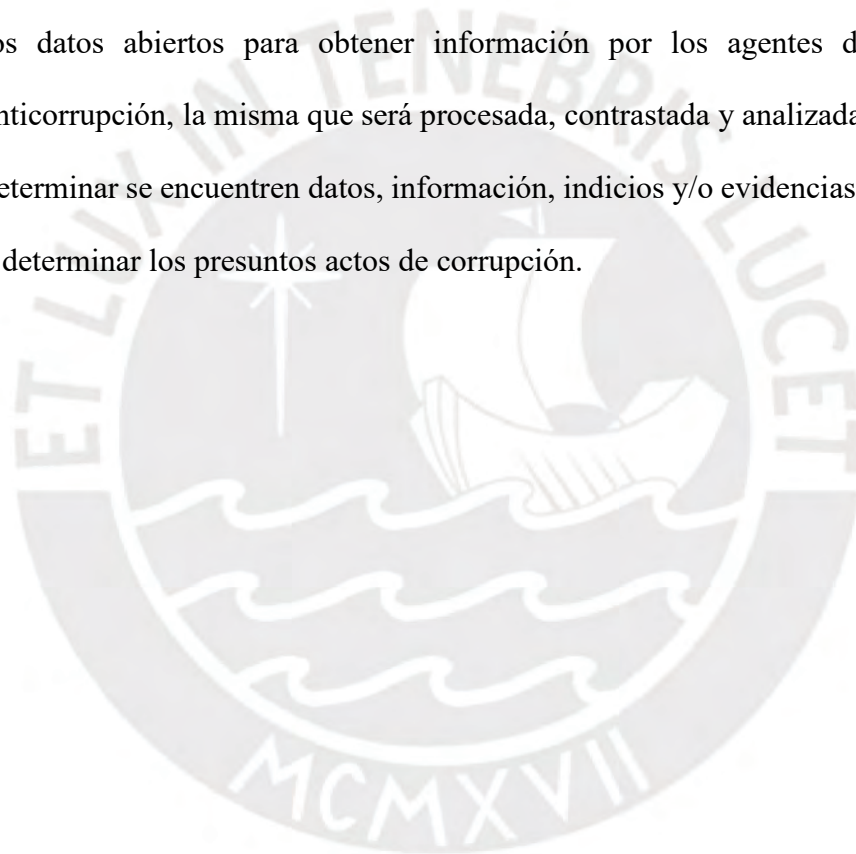 os datos abiertos para obtener información por los agentes d
nticorrupción, la misma que será procesada, contrastada y analizada
eterminar se encuentren datos, información, indicios y/o evidencias
determinar los presuntos actos de corrupción.
ET LUX IN TENEBRIS LUCET
MCMXVII